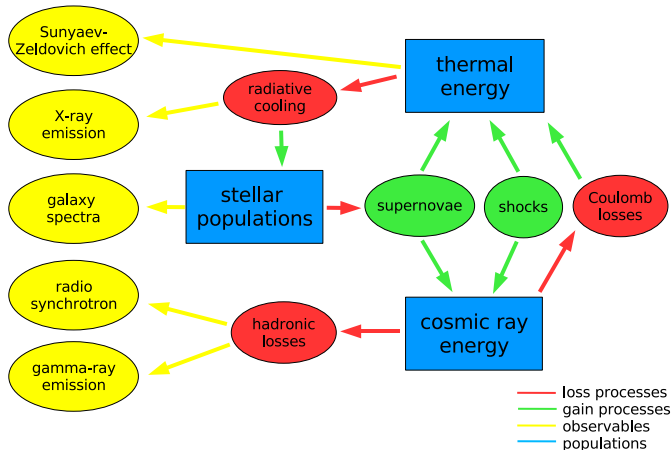 Sunyaev-
Zeldovich effect
thermal
energy
radiative
cooling
X-ray
emission
stellar
populations
galaxy
spectra
supernovae
shocks
Coulomb
losses
radio
synchrotron
hadronic
losses
cosmic ray
energy
gamma-ray
emission
loss processes
gain processes
observables
populations